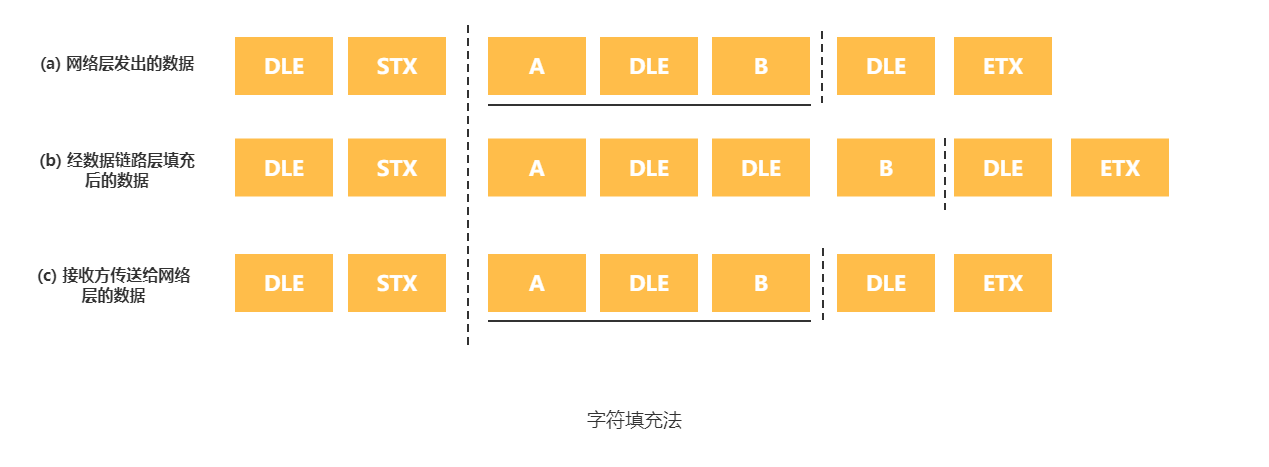 (a) 网络层发出的数据 DLE STX A DLE B DLE ETX
(b) 经数据链路层填充
后的数据 DLE STX A DLE DLE B DLE ETX
(c) 接收方传送给网络
层的数据 DLE STX A DLE B DLE ETX
字符填充法